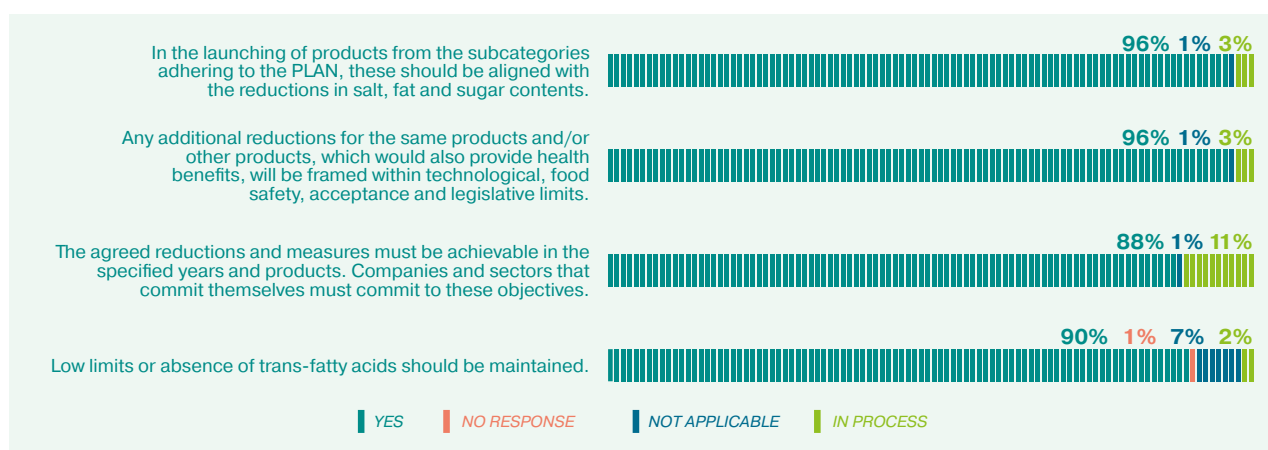 In the launching of products from the subcategories
adhering to the PLAN, these should be aligned with
the reductions in salt, fat and sugar contents.
96% 1% 3%
Any additional reductions for the same products and/or
other products, which would also provide health
benefits, will be framed within technological, food
safety, acceptance and legislative limits.
96% 1% 3%
The agreed reductions and measures must be achievable in the
specified years and products. Companies and sectors that
commit themselves must commit to these objectives.
88% 1% 11%
Low limits or absence of trans-fatty acids should be maintained.
90% 1% 7% 2%
YES NO RESPONSE NOT APPLICABLE IN PROCESS